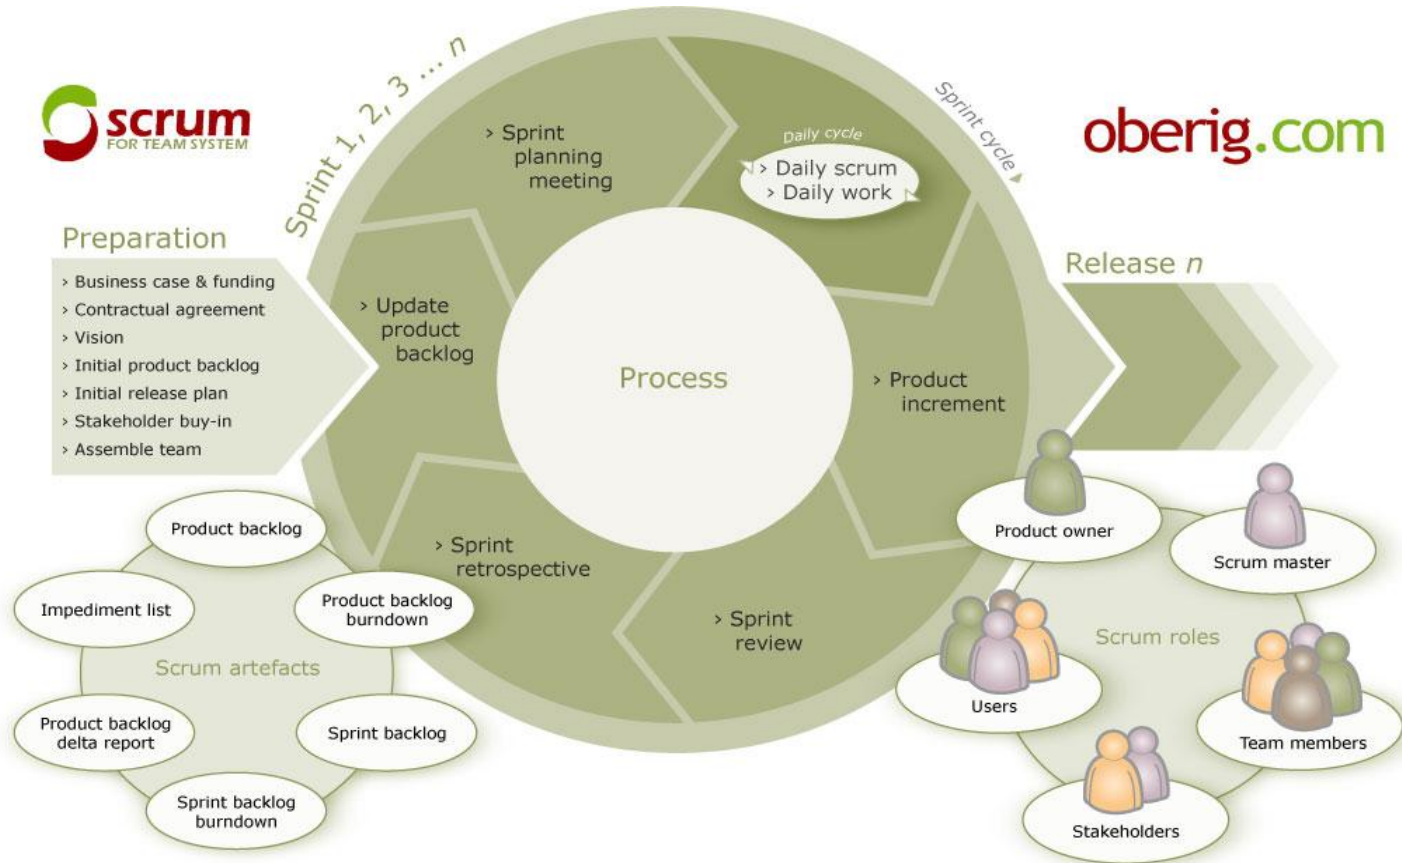 scrum
FOR TEAM SYSTEM
oberig.com
Sprint 1, 2, 3 ... n
Sprint cycle
Preparation
› Business case & funding
› Contractual agreement
› Vision
› Initial product backlog
› Initial release plan
› Stakeholder buy-in
› Assemble team
› Sprint
planning
meeting
Daily cycle
› Daily scrum
› Daily work
› Update
product
backlog
Process
› Product
increment
› Sprint
retrospective
› Sprint
review
Release n
Product backlog
Impediment list
Product backlog
burndown
Scrum artefacts
Product backlog
delta report
Sprint backlog
Sprint backlog
burndown
Product owner
Scrum master
Scrum roles
Users
Team members
Stakeholders